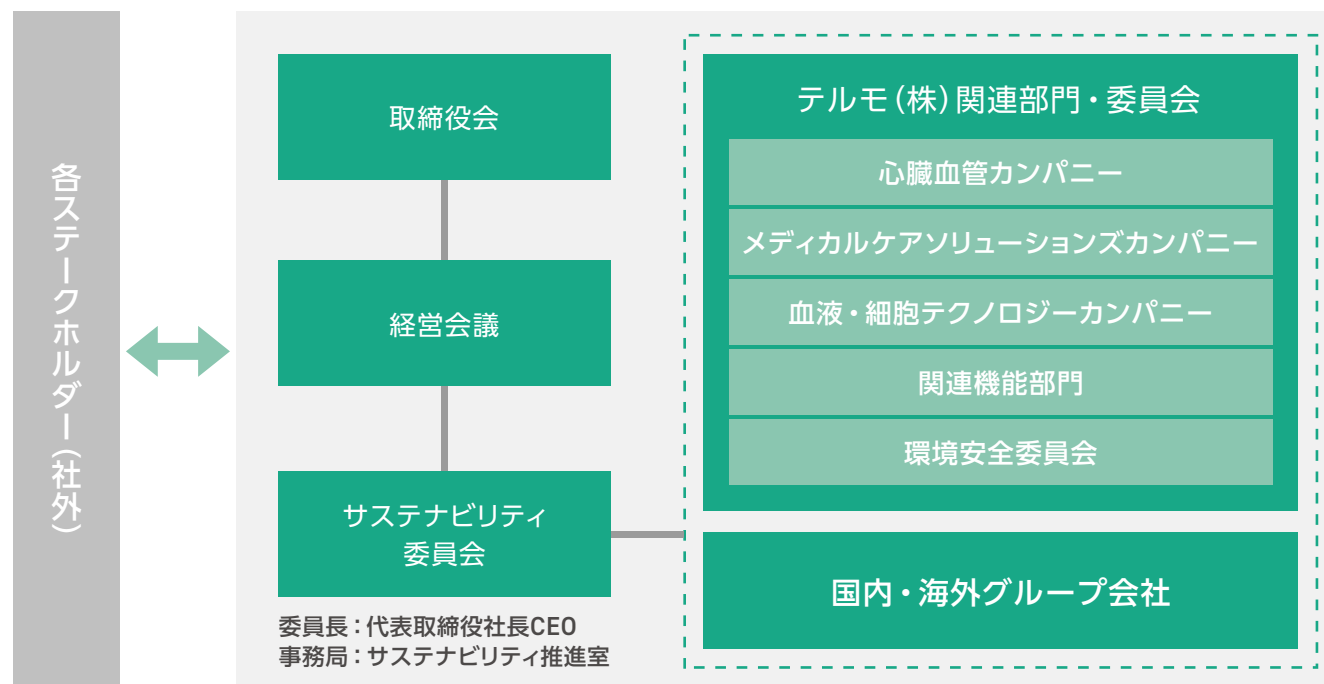 各ステークホルダー（社外）
取締役会
経営会議
サステナビリティ
委員会
委員長：代表取締役社長CEO
事務局：サステナビリティ推進室
テルモ（株）関連部門・委員会
心臓血管カンパニー
メディカルケアソリューションズカンパニー
血液・細胞テクノロジーカンパニー
関連機能部門
環境安全委員会
国内・海外グループ会社